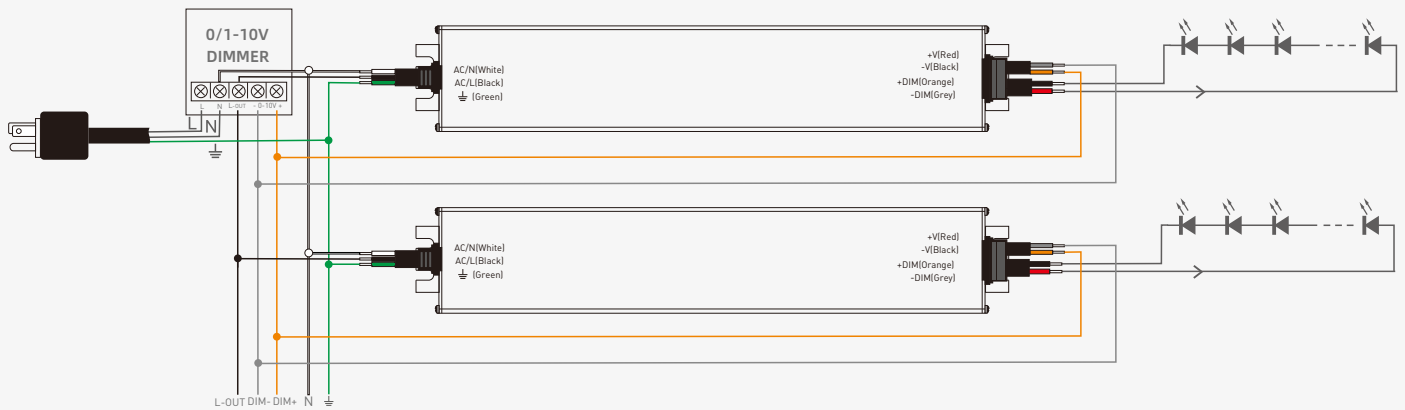 0/1-10V
DIMMER
L N L-OUT - 0-10V +
L N
AC/N(White)
AC/L(Black)
(Green)
+V(Red)
-V(Black)
+DIM(Orange)
-DIM(Grey)
AC/N(White)
AC/L(Black)
(Green)
+V(Red)
-V(Black)
+DIM(Orange)
-DIM(Grey)
L-OUT DIM- DIM+ N